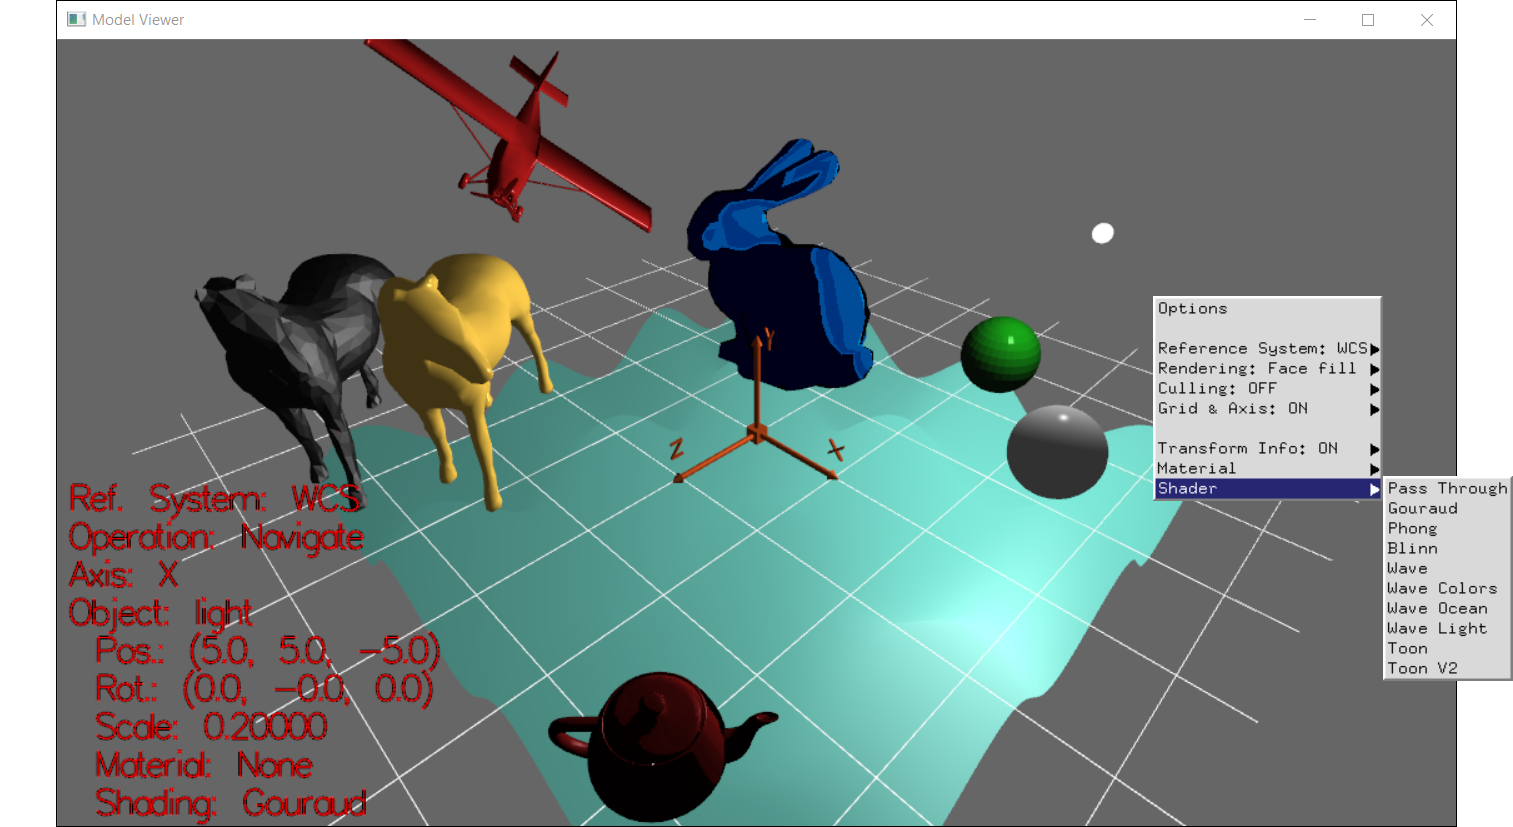 Model Viewer
Y
Z
X
Ref. System: WCS
Operation: Navigate
Axis: X
Object: light
Pos.: (5.0, 5.0, -5.0)
Rot.: (0.0, -0.0, 0.0)
Scale: 0.20000
Material: None
Shading: Gouraud
Options
Reference System: WCS
Rendering: Face fill
Culling: OFF
Grid & Axis: ON
Transform Info: ON
Material
Shader
Pass Through
Gouraud
Phong
Blinn
Wave
Wave Colors
Wave Ocean
Wave Light
Toon
Toon V2